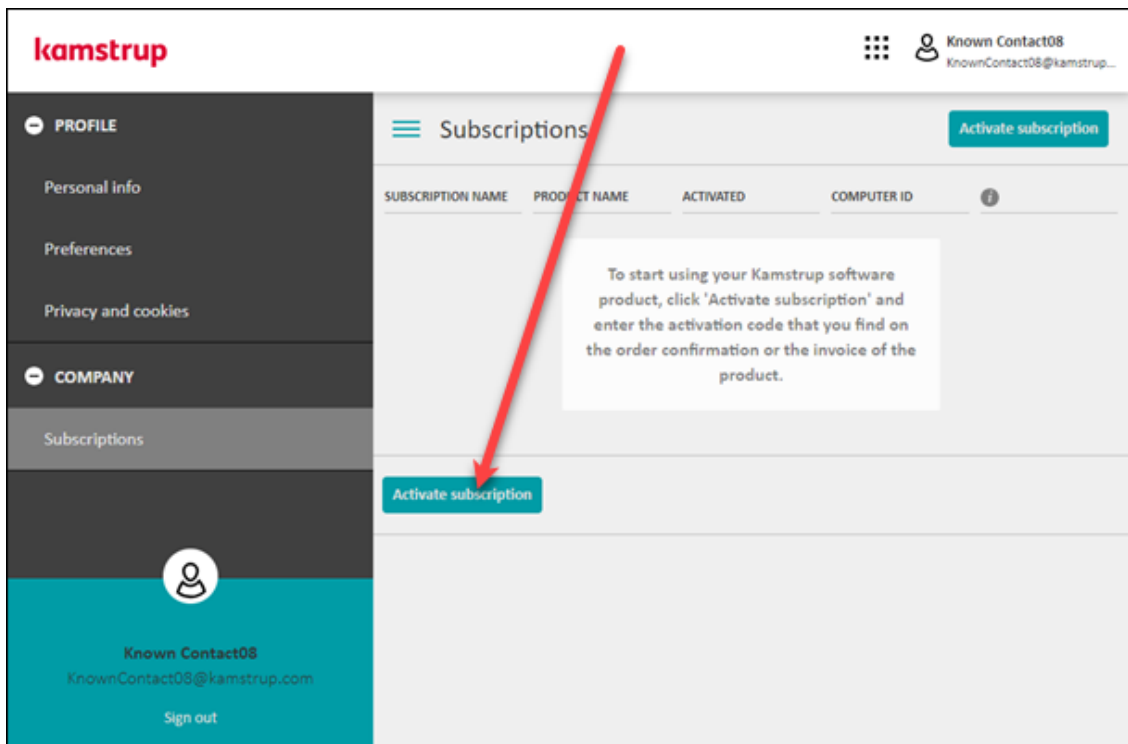 kamstrup
Known Contact08
KnownContact08@kamstrup...
PROFILE
Personal info
Preferences
Privacy and cookies
COMPANY
Subscriptions
Known Contact08
KnownContact08@kamstrup.com
Sign out
Subscriptions
Activate subscription
SUBSCRIPTION NAME PRODUCT NAME ACTIVATED COMPUTER ID
To start using your Kamstrup software
product, click 'Activate subscription' and
enter the activation code that you find on
the order confirmation or the invoice of the
product.
Activate subscription